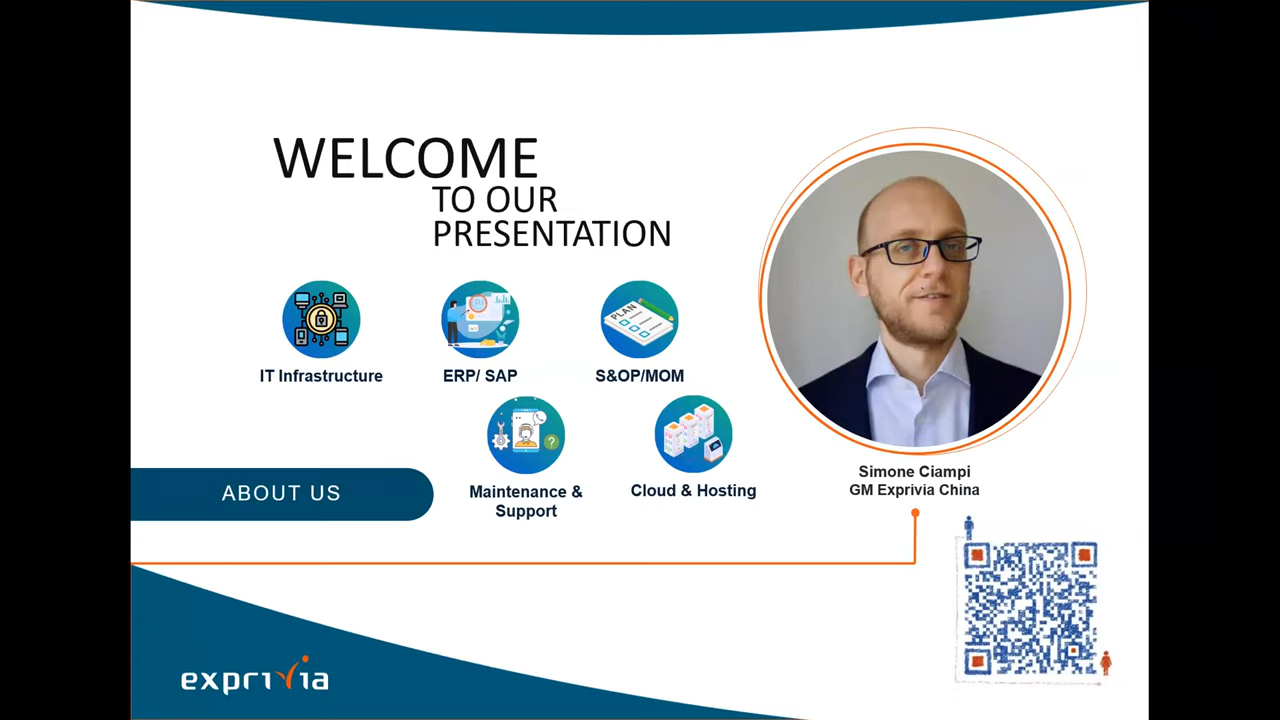 WELCOME
TO OUR
PRESENTATION
PLAN
IT Infrastructure
ERP/ SAP
S&OP/MOM
Maintenance &
Support
Cloud & Hosting
ABOUT US
Simone Ciampi
GM Exprivia China
exprivia